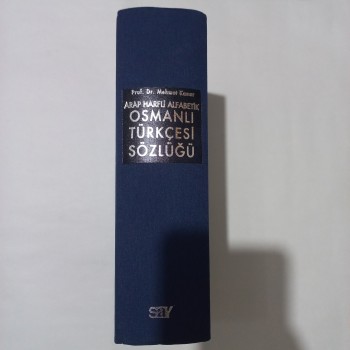 Prof. Dr. Mehmet Kanar
ARAP HARFLİ ALFABETİK
OSMANLI
TÜRKÇESİ
SÖZLÜĞÜ
SAY